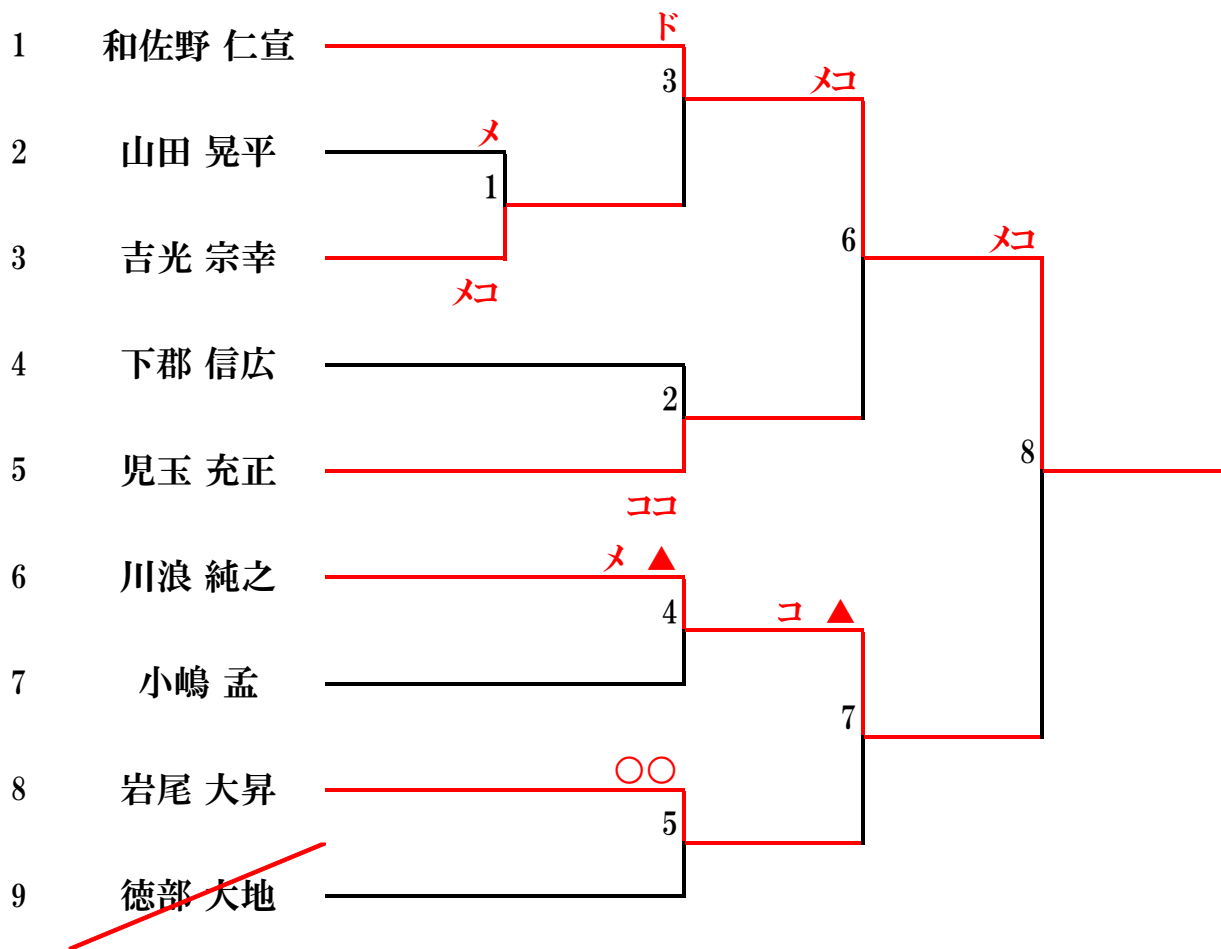 ド
1 和佐野 仁宣
3 メコ
メ
2 山田 晃平
1
6 メコ
3 吉光 宗幸
メコ
4 下郡 信広
2
8
5 児玉 充正
ココ
メ ▲
6 川浪 純之
4 コ ▲
7 小嶋 孟
7
○○
8 岩尾 大昇
5
9 徳部 大地